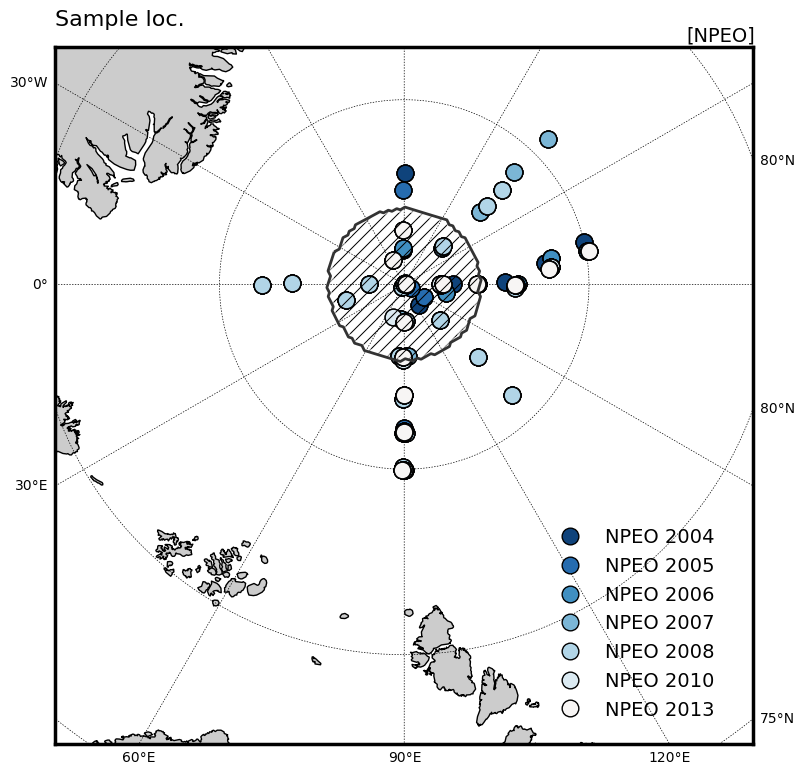 Sample loc.
[NPEO]
30°W
80°N
0°
80°N
30°E
NPEO 2004
NPEO 2005
NPEO 2006
NPEO 2007
NPEO 2008
NPEO 2010
NPEO 2013
75°N
60°E
90°E
120°E